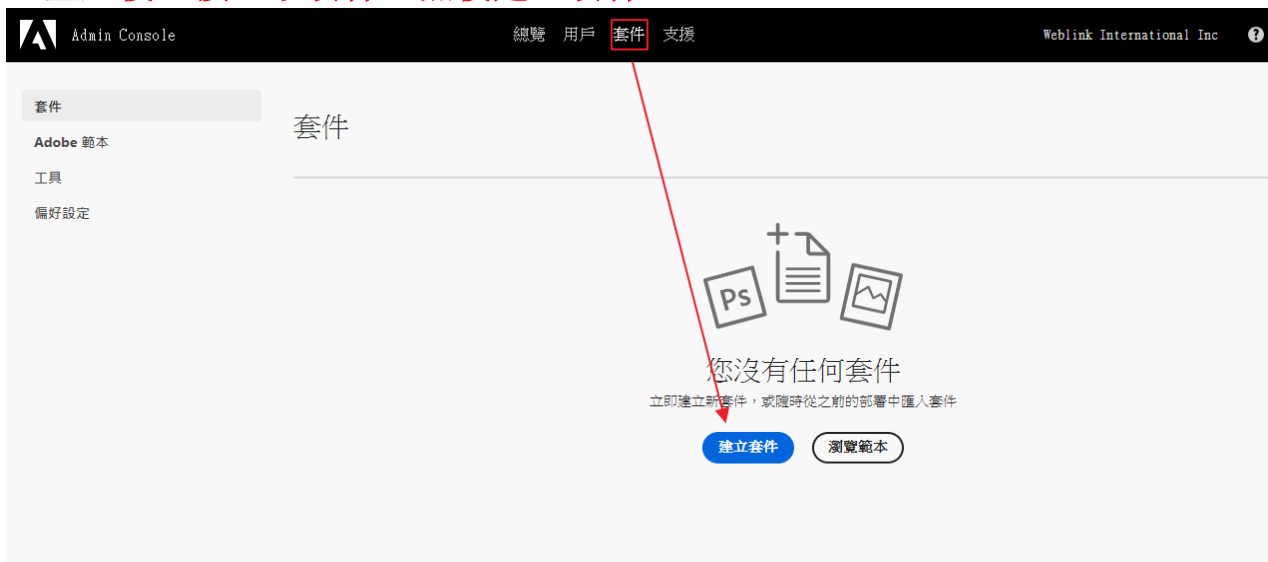 Admin Console 總覽 用戶 套件 支援 Weblink International Inc ?
套件
Adobe 範本
工具
偏好設定
套件
Ps
您沒有任何套件
立即建立新套件，或隨時從之前的部署中匯入套件
建立套件 瀏覽範本